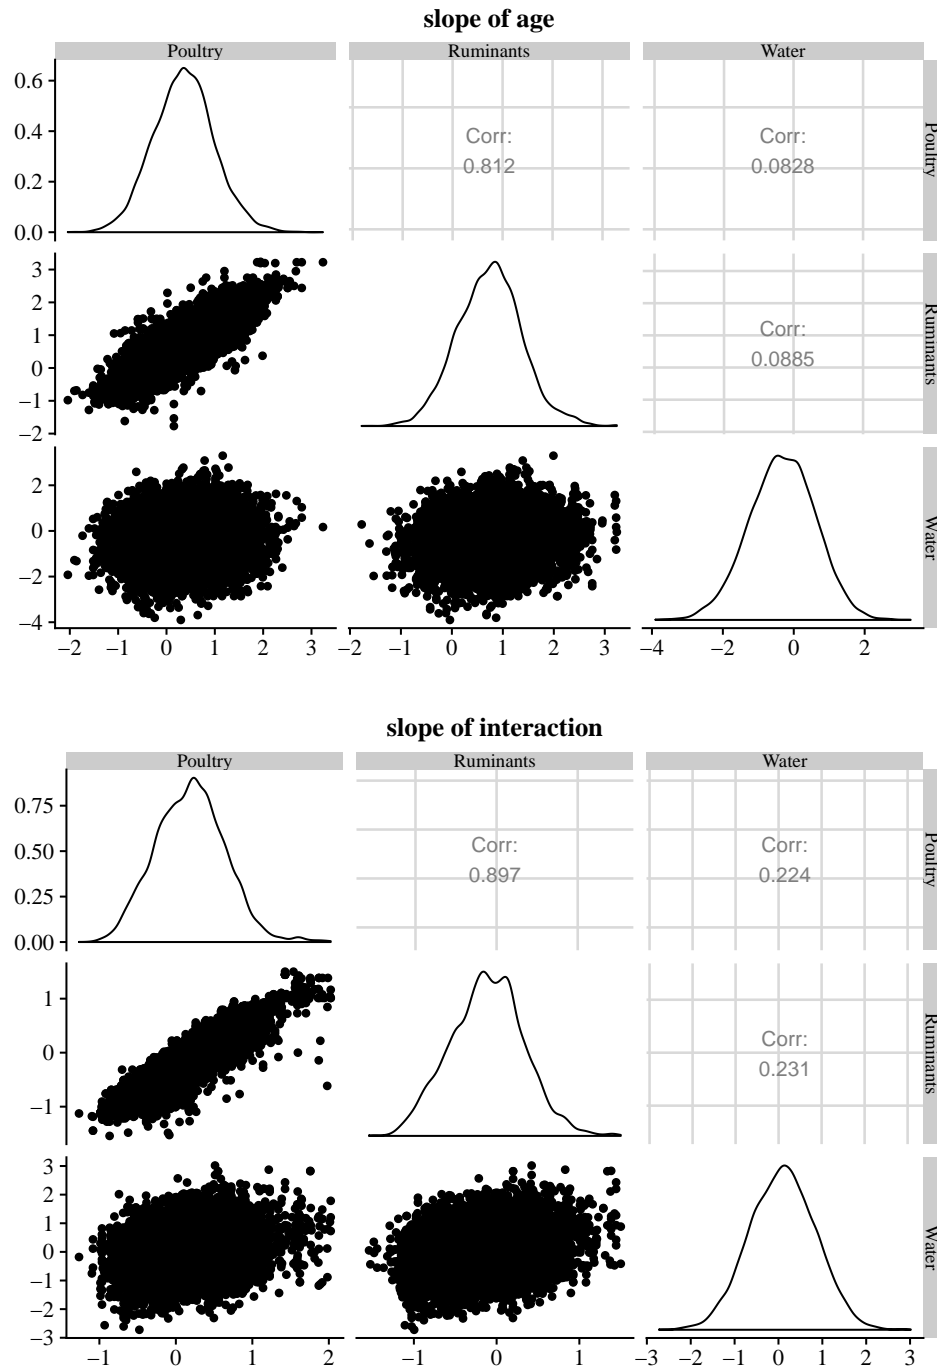 slope of age
Poultry Ruminants Water
0.6
0.4
0.2
0.0
Corr:
0.812
Corr:
0.0828
Poultry
3
2
1
0
−1
−2
Corr:
0.0885
Ruminants
2
0
−2
−4
Water
−2 −1 0 1 2 3 −2 −1 0 1 2 3 −4 −2 0 2
slope of interaction
Poultry Ruminants Water
0.75
0.50
0.25
0.00
Corr:
0.897
Corr:
0.224
Poultry
1
0
−1
Corr:
0.231
Ruminants
3
2
1
0
−1
−2
−3
Water
−1 0 1 2 −1 0 1 −3 −2 −1 0 1 2 3